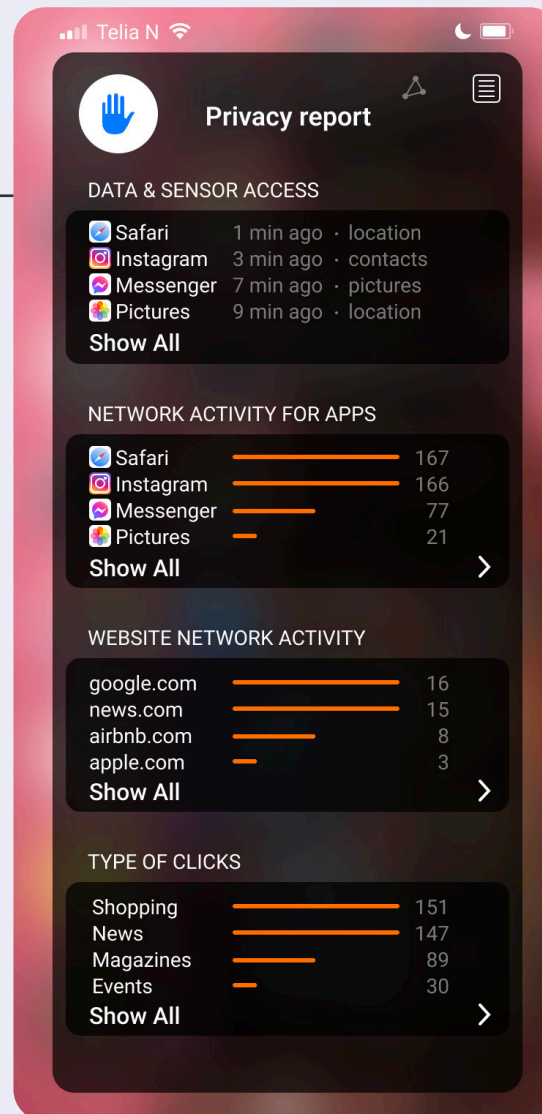 Telia N
Privacy report
DATA & SENSOR ACCESS
Safari 1 min ago · location
Instagram 3 min ago · contacts
Messenger 7 min ago · pictures
Pictures 9 min ago · location
Show All
NETWORK ACTIVITY FOR APPS
Safari 167
Instagram 166
Messenger 77
Pictures 21
Show All
WEBSITE NETWORK ACTIVITY
google.com 16
news.com 15
airbnb.com 8
apple.com 3
Show All
TYPE OF CLICKS
Shopping 151
News 147
Magazines 89
Events 30
Show All